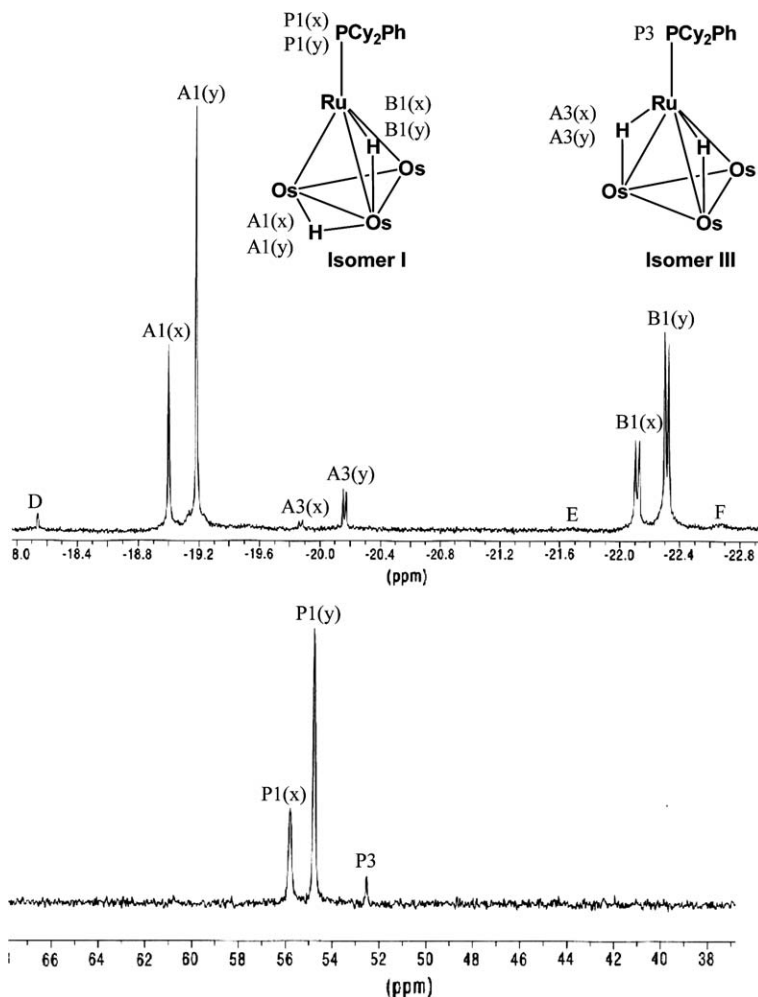 P1(x)
P1(y)
PCy₂Ph
Ru
B1(x)
B1(y)
H
Os
Os
Os
H
A1(x)
A1(y)
Isomer I
P3
PCy₂Ph
Ru
A3(x)
A3(y)
H
H
Os
Os
Os
Isomer III
A1(y)
A1(x)
D
A3(x)
A3(y)
E
B1(x)
B1(y)
F
8.0 -18.4 -18.8 -19.2 -19.6 -20.0 -20.4 -20.8 -21.2 -21.6 -22.0 -22.4 -22.8
(ppm)
P1(y)
P1(x)
P3
66 64 62 60 58 56 54 52 50 48 46 44 42 40 38
(ppm)